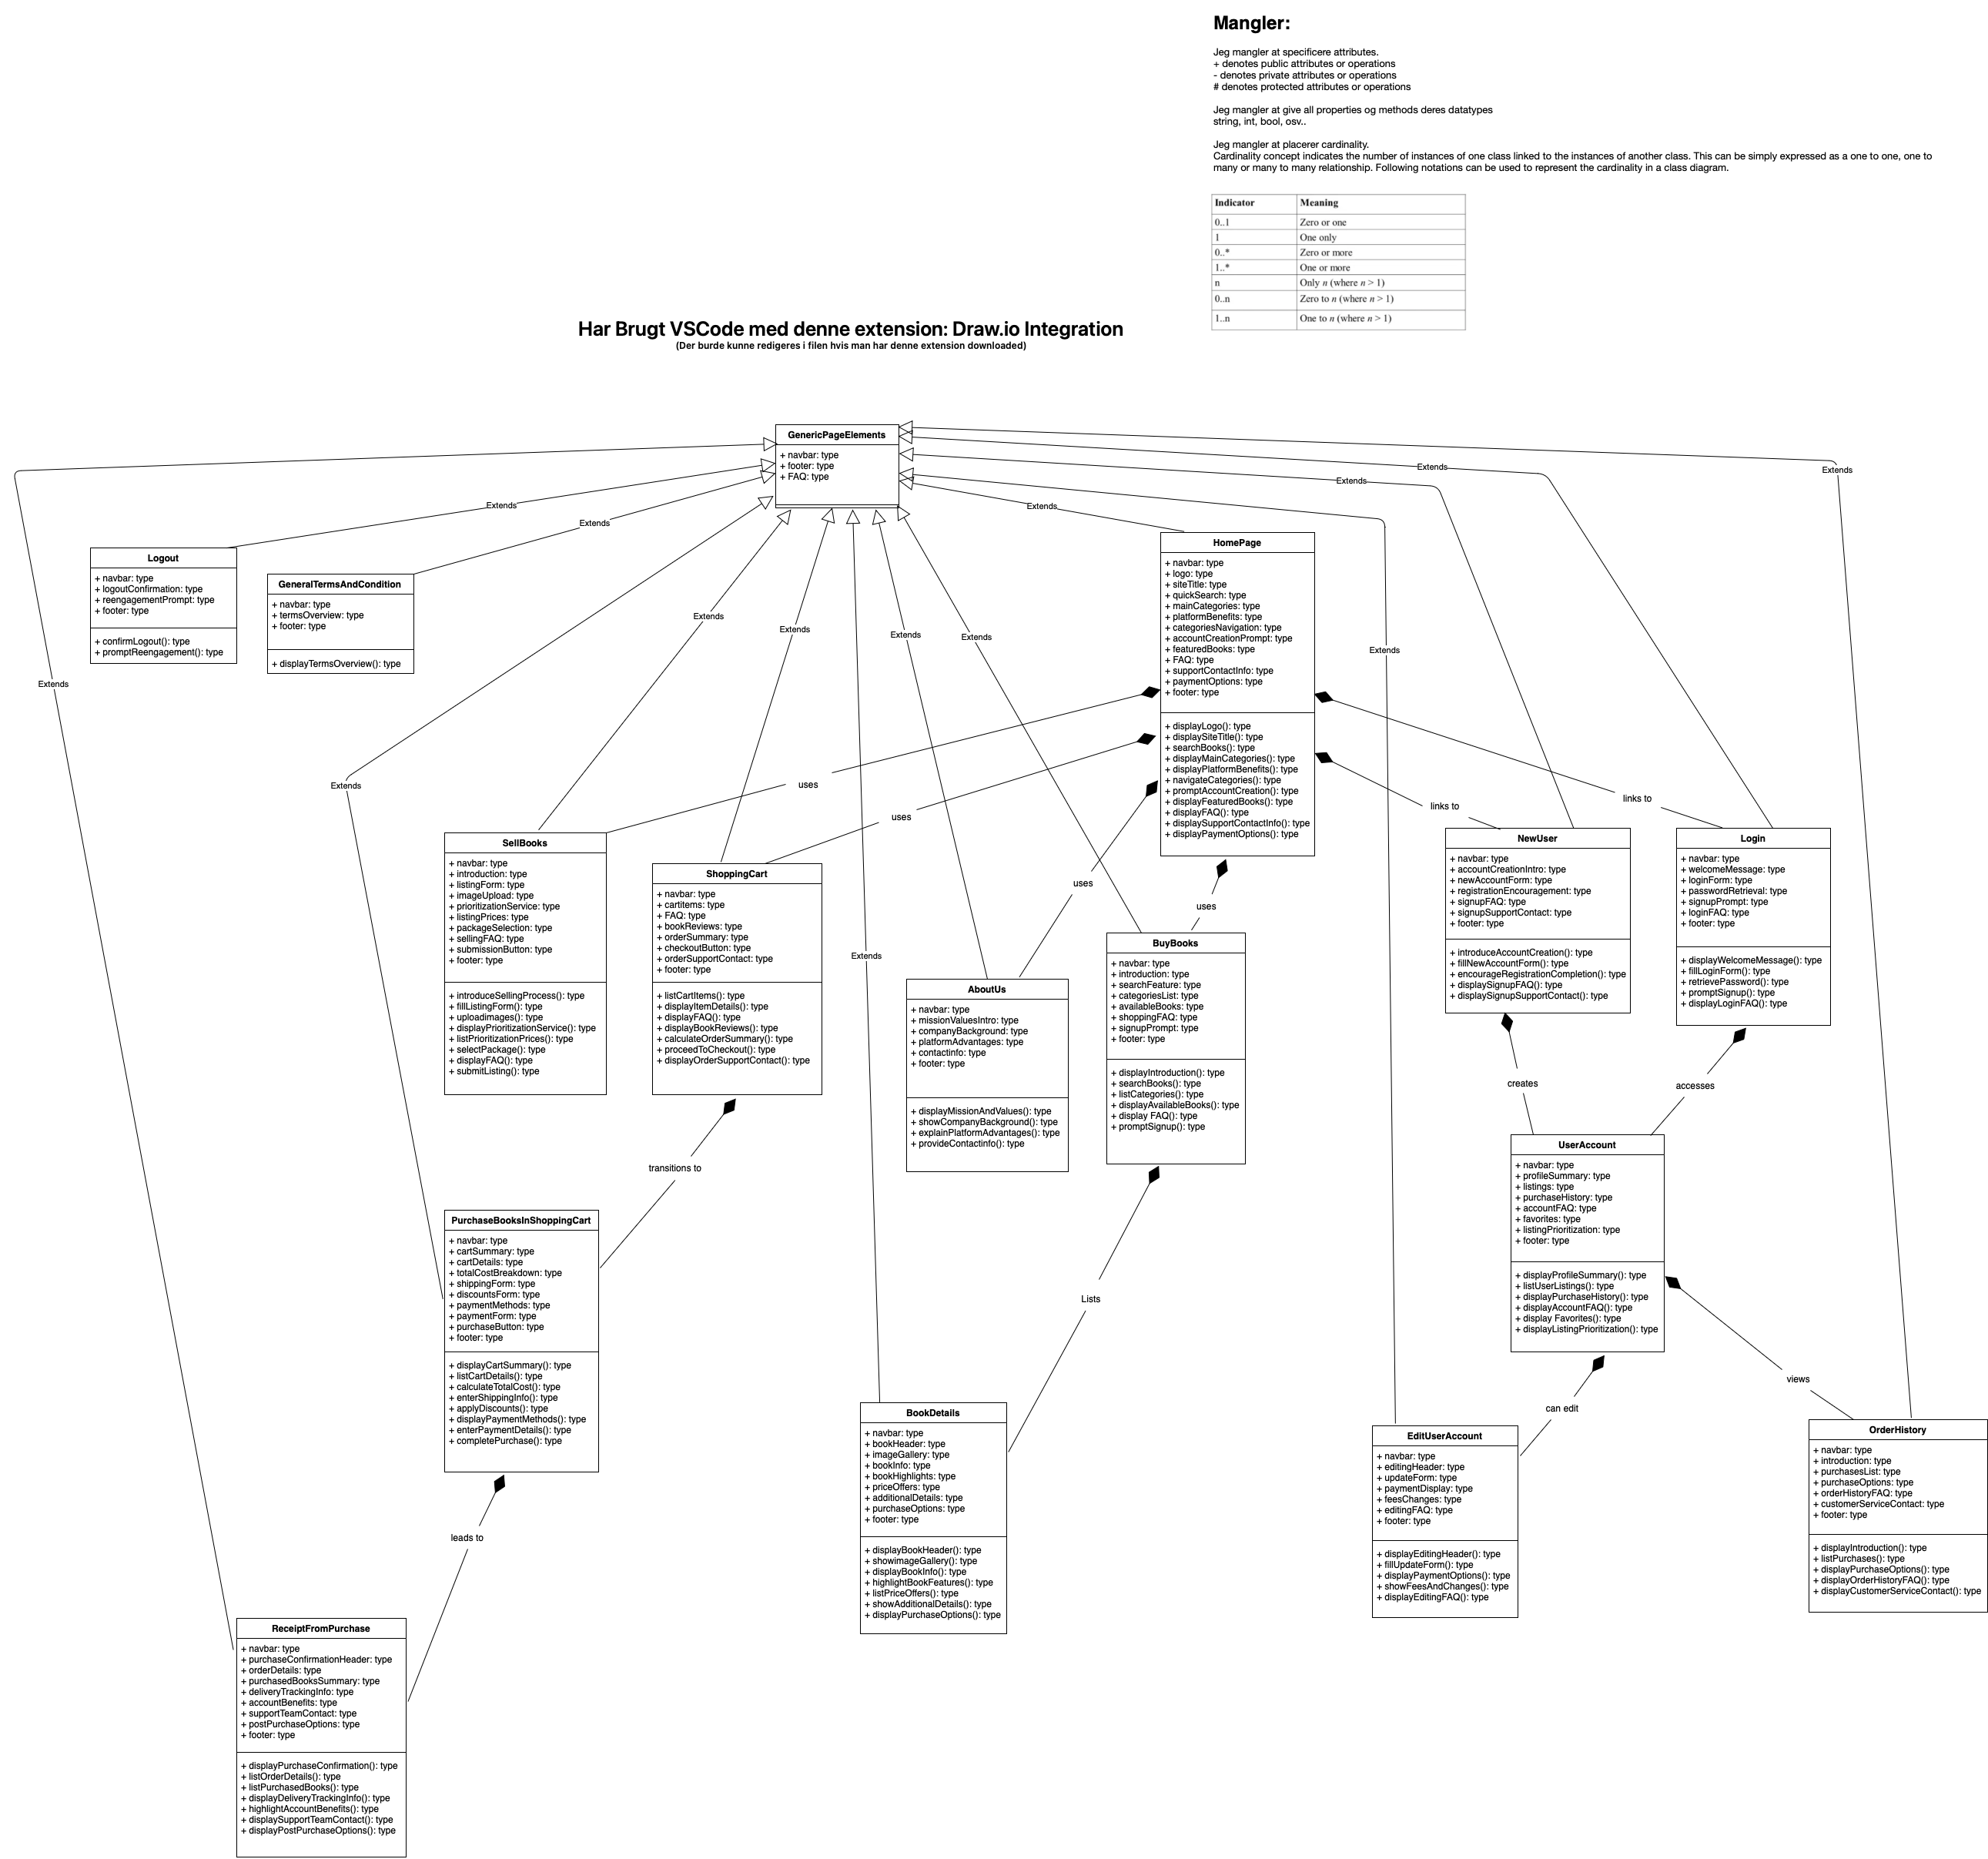 Mangler:
Jeg mangler at specificere attributes.
+ denotes public attributes or operations
- denotes private attributes or operations
# denotes protected attributes or operations
Jeg mangler at give all properties og methods deres datatypes
string, int, bool, osv..
Jeg mangler at placerer cardinality.
Cardinality concept indicates the number of instances of one class linked to the instances of another class. This can be simply expressed as a one to one, one to
many or many to many relationship. Following notations can be used to represent the cardinality in a class diagram.
Indicator Meaning
0..1 Zero or one
1 One only
0..* Zero or more
1..* One or more
n Only n (where n > 1)
0..n Zero to n (where n > 1)
1..n One to n (where n > 1)
Har Brugt VSCode med denne extension: Draw.io Integration
(Der burde kunne redigeres i filen hvis man har denne extension downloaded)
GenericPageElements
+ navbar: type
+ footer: type
+ FAQ: type
Extends
Extends
Extends
Extends
Extends
Extends
Extends
Extends
Extends
Extends
Extends
Extends
Extends
Extends
Logout
+ navbar: type
+ logoutConfirmation: type
+ reengagementPrompt: type
+ footer: type
+ confirmLogout(): type
+ promptReengagement(): type
GeneralTermsAndCondition
+ navbar: type
+ termsOverview: type
+ footer: type
+ displayTermsOverview(): type
HomePage
+ navbar: type
+ logo: type
+ siteTitle: type
+ quickSearch: type
+ mainCategories: type
+ platformBenefits: type
+ categoriesNavigation: type
+ accountCreationPrompt: type
+ featuredBooks: type
+ FAQ: type
+ supportContactInfo: type
+ paymentOptions: type
+ footer: type
+ displayLogo(): type
+ displaySiteTitle(): type
+ searchBooks(): type
+ displayMainCategories(): type
+ displayPlatformBenefits(): type
+ navigateCategories(): type
+ promptAccountCreation(): type
+ displayFeaturedBooks(): type
+ displayFAQ(): type
+ displaySupportContactInfo(): type
+ displayPaymentOptions(): type
uses
uses
uses
uses
links to
links to
SellBooks
+ navbar: type
+ introduction: type
+ listingForm: type
+ imageUpload: type
+ prioritizationService: type
+ listingPrices: type
+ packageSelection: type
+ sellingFAQ: type
+ submissionButton: type
+ footer: type
+ introduceSellingProcess(): type
+ fillListingForm(): type
+ uploadimages(): type
+ displayPrioritizationService(): type
+ listPrioritizationPrices(): type
+ selectPackage(): type
+ displayFAQ(): type
+ submitListing(): type
ShoppingCart
+ navbar: type
+ cartitems: type
+ FAQ: type
+ bookReviews: type
+ orderSummary: type
+ checkoutButton: type
+ orderSupportContact: type
+ footer: type
+ listCartItems(): type
+ displayItemDetails(): type
+ displayFAQ(): type
+ displayBookReviews(): type
+ calculateOrderSummary(): type
+ proceedToCheckout(): type
+ displayOrderSupportContact(): type
AboutUs
+ navbar: type
+ missionValuesIntro: type
+ companyBackground: type
+ platformAdvantages: type
+ contactinfo: type
+ footer: type
+ displayMissionAndValues(): type
+ showCompanyBackground(): type
+ explainPlatformAdvantages(): type
+ provideContactinfo(): type
BuyBooks
+ navbar: type
+ introduction: type
+ searchFeature: type
+ categoriesList: type
+ availableBooks: type
+ shoppingFAQ: type
+ signupPrompt: type
+ footer: type
+ displayIntroduction(): type
+ searchBooks(): type
+ listCategories(): type
+ displayAvailableBooks(): type
+ display FAQ(): type
+ promptSignup(): type
NewUser
+ navbar: type
+ accountCreationIntro: type
+ newAccountForm: type
+ registrationEncouragement: type
+ signupFAQ: type
+ signupSupportContact: type
+ footer: type
+ introduceAccountCreation(): type
+ fillNewAccountForm(): type
+ encourageRegistrationCompletion(): type
+ displaySignupFAQ(): type
+ displaySignupSupportContact(): type
Login
+ navbar: type
+ welcomeMessage: type
+ loginForm: type
+ passwordRetrieval: type
+ signupPrompt: type
+ loginFAQ: type
+ footer: type
+ displayWelcomeMessage(): type
+ fillLoginForm(): type
+ retrievePassword(): type
+ promptSignup(): type
+ displayLoginFAQ(): type
creates
accesses
transitions to
Lists
UserAccount
+ navbar: type
+ profileSummary: type
+ listings: type
+ purchaseHistory: type
+ accountFAQ: type
+ favorites: type
+ listingPrioritization: type
+ footer: type
+ displayProfileSummary(): type
+ listUserListings(): type
+ displayPurchaseHistory(): type
+ displayAccountFAQ(): type
+ display Favorites(): type
+ displayListingPrioritization(): type
PurchaseBooksInShoppingCart
+ navbar: type
+ cartSummary: type
+ cartDetails: type
+ totalCostBreakdown: type
+ shippingForm: type
+ discountsForm: type
+ paymentMethods: type
+ paymentForm: type
+ purchaseButton: type
+ footer: type
+ displayCartSummary(): type
+ listCartDetails(): type
+ calculateTotalCost(): type
+ enterShippingInfo(): type
+ applyDiscounts(): type
+ displayPaymentMethods(): type
+ enterPaymentDetails(): type
+ completePurchase(): type
views
can edit
leads to
BookDetails
+ navbar: type
+ bookHeader: type
+ imageGallery: type
+ bookInfo: type
+ bookHighlights: type
+ priceOffers: type
+ additionalDetails: type
+ purchaseOptions: type
+ footer: type
+ displayBookHeader(): type
+ showimageGallery(): type
+ displayBookInfo(): type
+ highlightBookFeatures(): type
+ listPriceOffers(): type
+ showAdditionalDetails(): type
+ displayPurchaseOptions(): type
EditUserAccount
+ navbar: type
+ editingHeader: type
+ updateForm: type
+ paymentDisplay: type
+ feesChanges: type
+ editingFAQ: type
+ footer: type
+ displayEditingHeader(): type
+ fillUpdateForm(): type
+ displayPaymentOptions(): type
+ showFeesAndChanges(): type
+ displayEditingFAQ(): type
OrderHistory
+ navbar: type
+ introduction: type
+ purchasesList: type
+ purchaseOptions: type
+ orderHistoryFAQ: type
+ customerServiceContact: type
+ footer: type
+ displayIntroduction(): type
+ listPurchases(): type
+ displayPurchaseOptions(): type
+ displayOrderHistoryFAQ(): type
+ displayCustomerServiceContact(): type
ReceiptFromPurchase
+ navbar: type
+ purchaseConfirmationHeader: type
+ orderDetails: type
+ purchasedBooksSummary: type
+ deliveryTrackingInfo: type
+ accountBenefits: type
+ supportTeamContact: type
+ postPurchaseOptions: type
+ footer: type
+ displayPurchaseConfirmation(): type
+ listOrderDetails(): type
+ listPurchasedBooks(): type
+ displayDeliveryTrackingInfo(): type
+ highlightAccountBenefits(): type
+ displaySupportTeamContact(): type
+ displayPostPurchaseOptions(): type